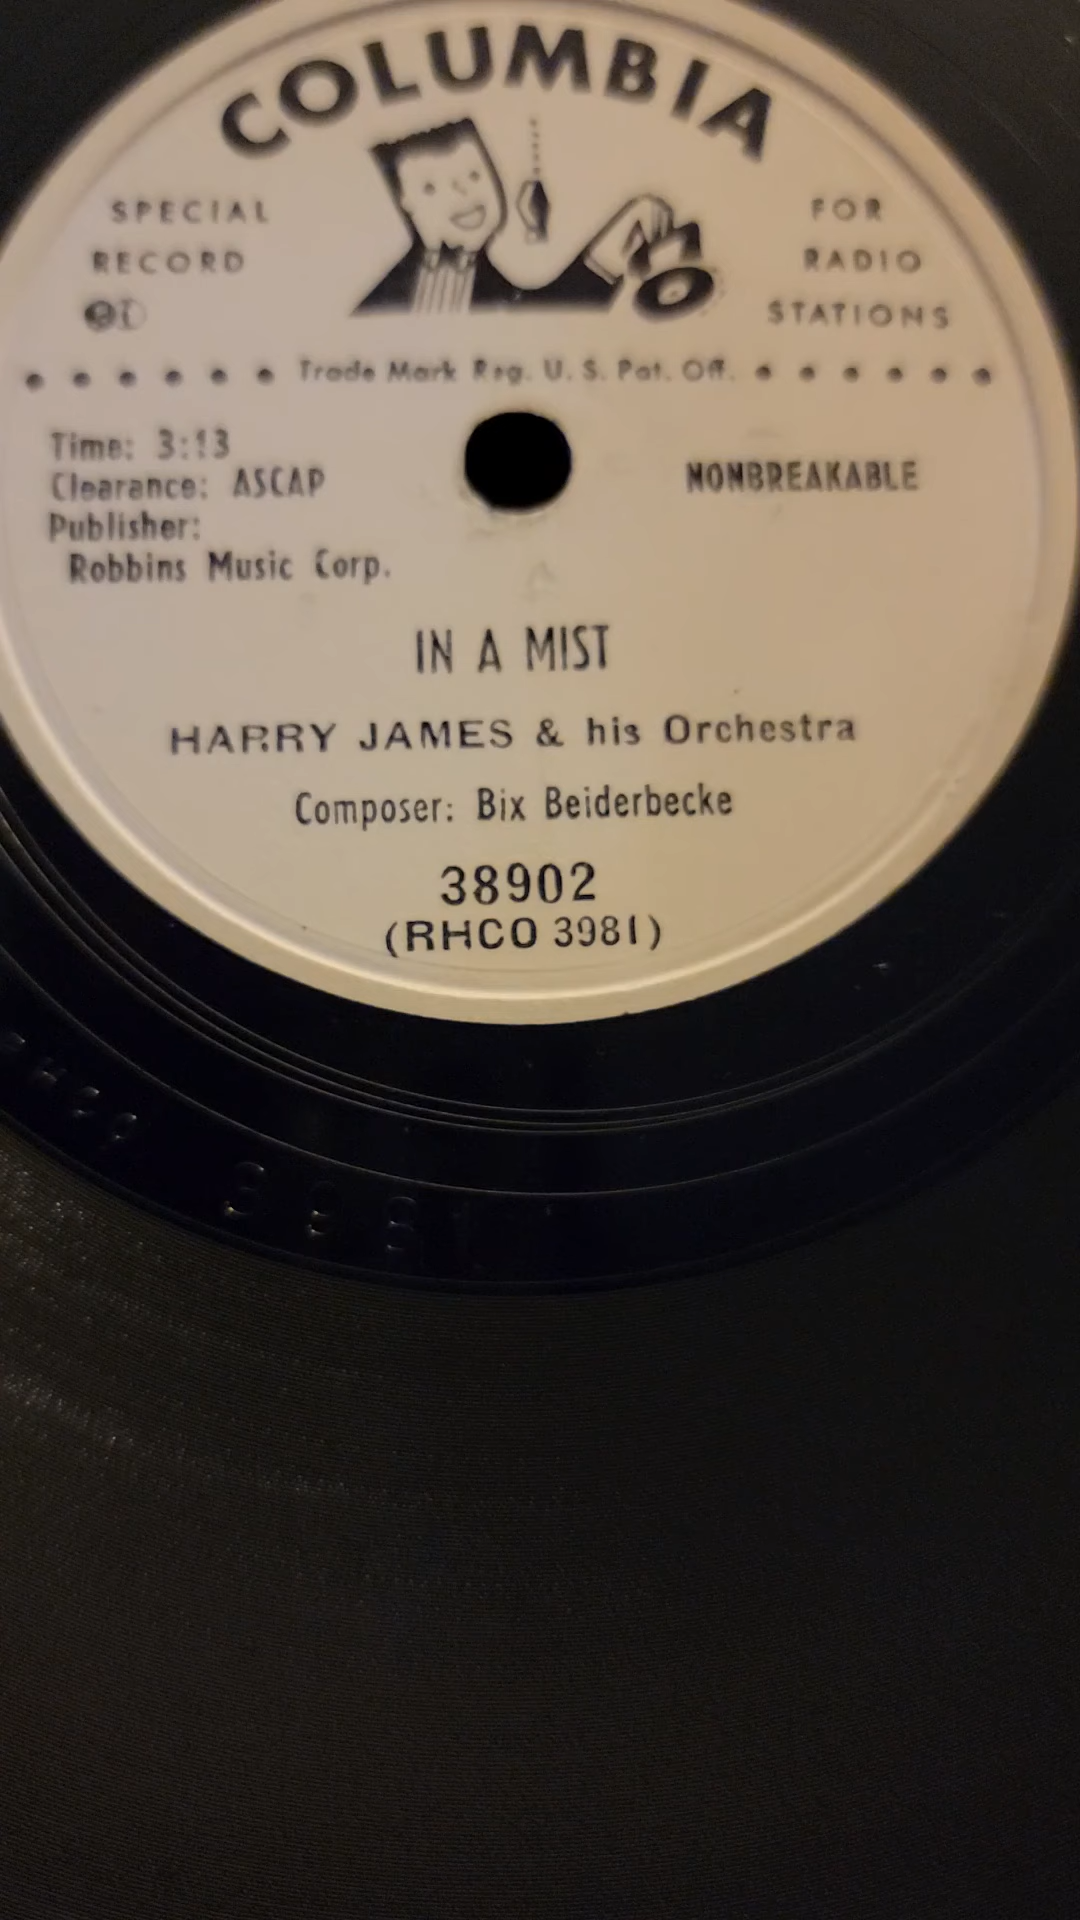 COLUMBIA
SPECIAL
RECORD
FOR
RADIO
STATIONS
Trade Mark Reg. U. S. Pat. Off.
Time: 3:13
Clearance: ASCAP
Publisher:
Robbins Music Corp.
NONBREAKABLE
IN A MIST
HARRY JAMES & his Orchestra
Composer: Bix Beiderbecke
38902
(RHCO 3981)
3981